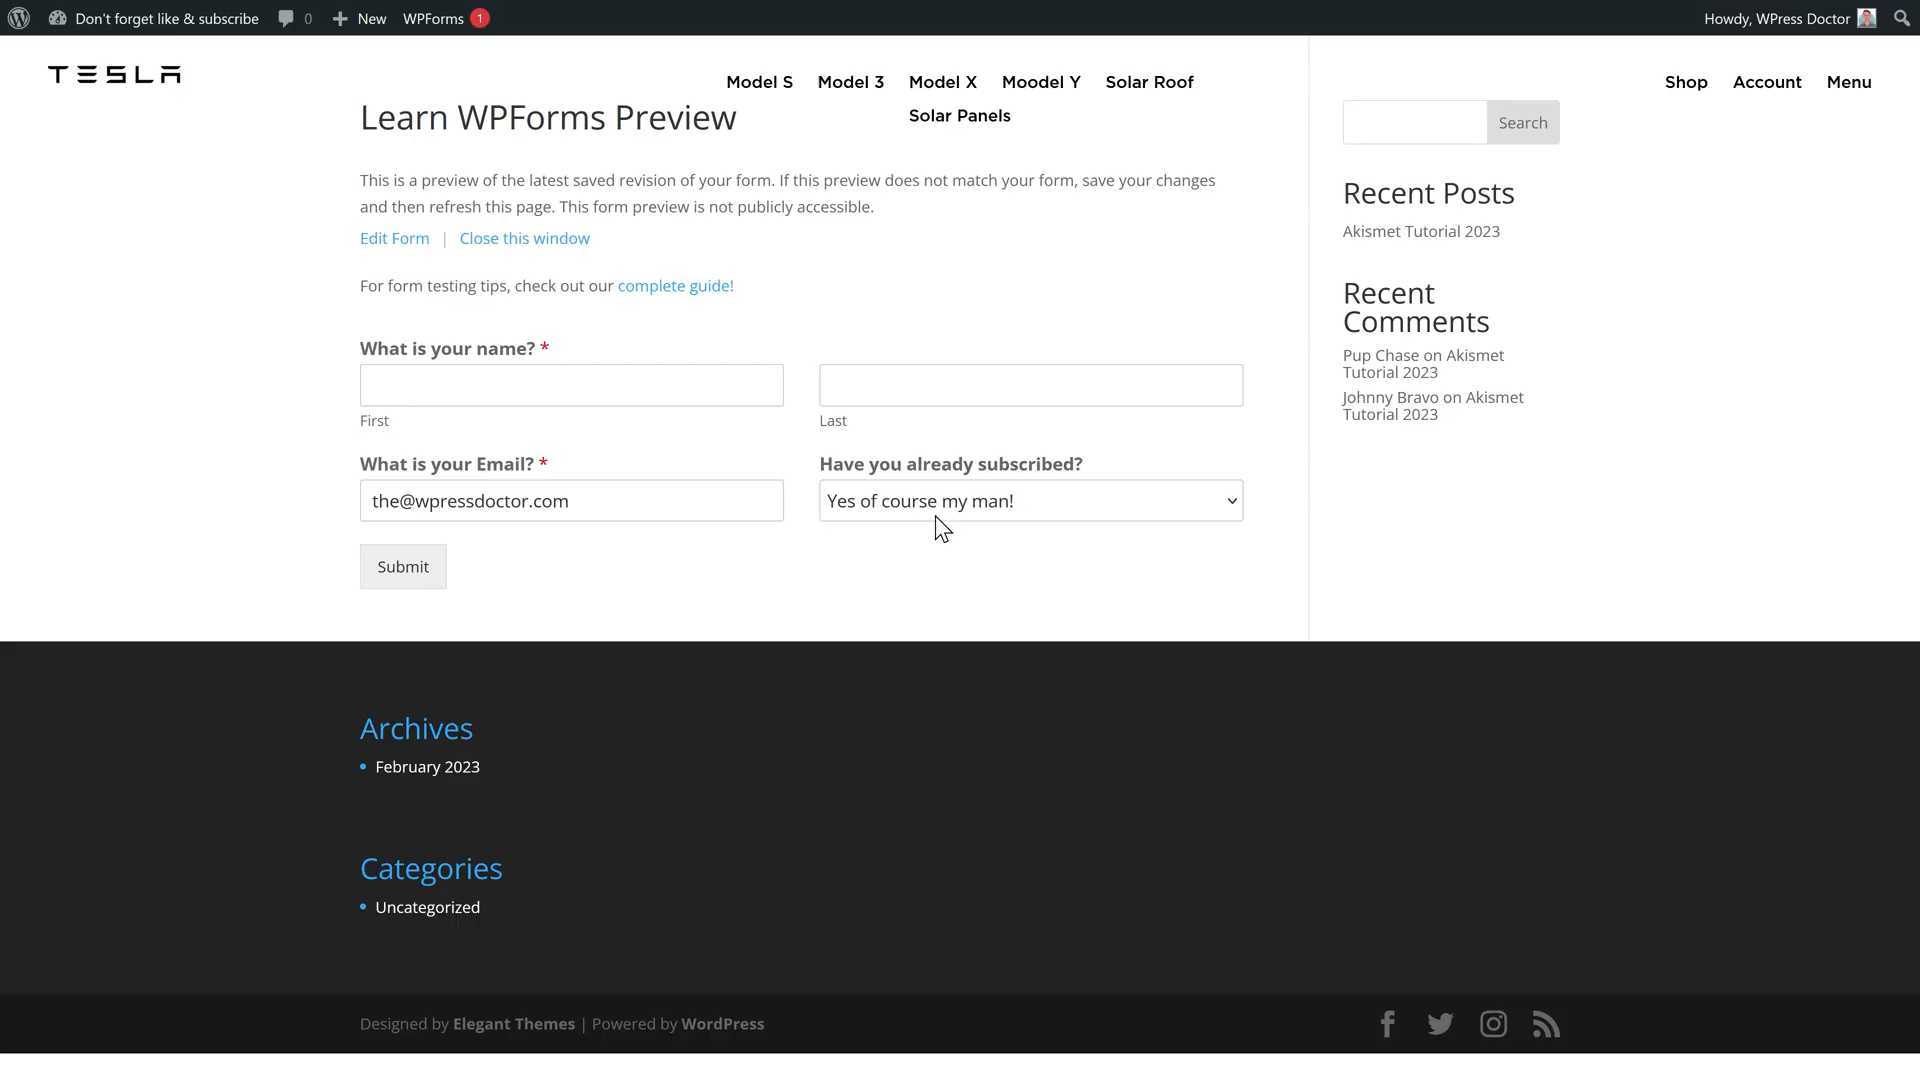 Don't forget like & subscribe 0 New WPForms 1 Howdy, WPress Doctor
TESLA
Model S Model 3 Model X Moodel Y Solar Roof
Solar Panels
Shop Account Menu
Learn WPForms Preview
This is a preview of the latest saved revision of your form. If this preview does not match your form, save your changes
and then refresh this page. This form preview is not publicly accessible.
Edit Form | Close this window
For form testing tips, check out our complete guide!
What is your name? *
First
Last
What is your Email? *
the@wpressdoctor.com
Have you already subscribed?
Yes of course my man!
Submit
Search
Recent Posts
Akismet Tutorial 2023
Recent
Comments
Pup Chase on Akismet
Tutorial 2023
Johnny Bravo on Akismet
Tutorial 2023
Archives
February 2023
Categories
Uncategorized
Designed by Elegant Themes | Powered by WordPress